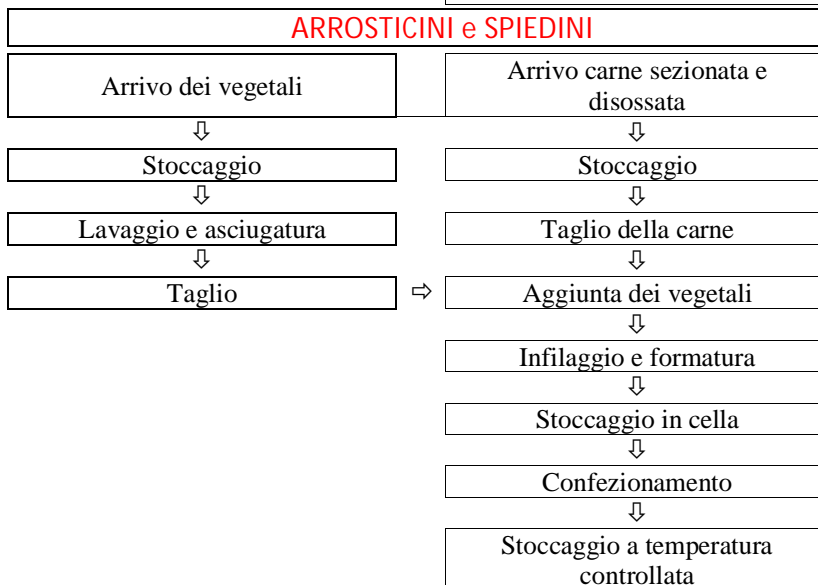 ARROSTICINI e SPIEDINI
Arrivo dei vegetali
Arrivo carne sezionata e
disossata
⇩
⇩
Stoccaggio
Stoccaggio
⇩
⇩
Lavaggio e asciugatura
Taglio della carne
⇩
⇩
Taglio
⇨
Aggiunta dei vegetali
⇩
Infilaggio e formatura
⇩
Stoccaggio in cella
⇩
Confezionamento
⇩
Stoccaggio a temperatura
controllata